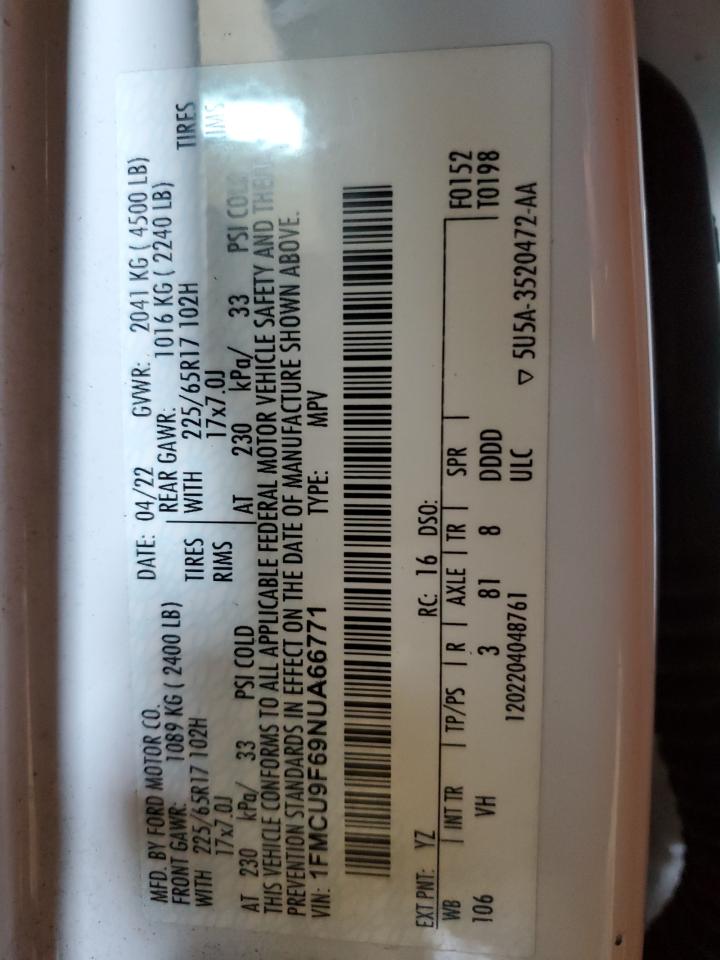 MFD. BY FORD MOTOR CO. DATE: 04/22 GVWR: 2041 KG ( 4500 LB)
FRONT GAWR: 1089 KG ( 2400 LB) REAR GAWR: 1016 KG ( 2240 LB)
WITH 225/65R17 102H TIRES WITH 225/65R17 102H TIRES
17x7.0J RIMS 17x7.0J RIMS
AT 230 kPa/ 33 PSI COLD AT 230 kPa/ 33 PSI COLD
THIS VEHICLE CONFORMS TO ALL APPLICABLE FEDERAL MOTOR VEHICLE SAFETY AND
PREVENTION STANDARDS IN EFFECT ON THE DATE OF MANUFACTURE SHOWN ABOVE.
VIN: 1FMCU9F69NUA66771 TYPE: MPV
EXT PNT: YZ RC: 16 DSO: F0152
WB INT TR TP/PS R AXLE TR SPR T0198
106 VH 3 81 8 DDDD
1202204048761 ULC ▽ 5U5A-3520472-AA